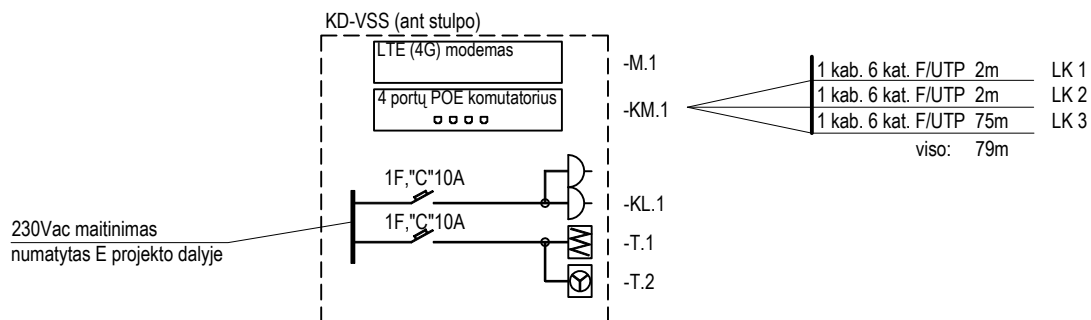 KD-VSS (ant stulpo)
LTE (4G) modemas
-M.1
4 portų POE komutatorius
-KM.1
1 kab. 6 kat. F/UTP 2m LK 1
1 kab. 6 kat. F/UTP 2m LK 2
1 kab. 6 kat. F/UTP 75m LK 3
viso: 79m
1F,"C"10A
-KL.1
1F,"C"10A
-T.1
-T.2
230Vac maitinimas
numatytas E projekto dalyje